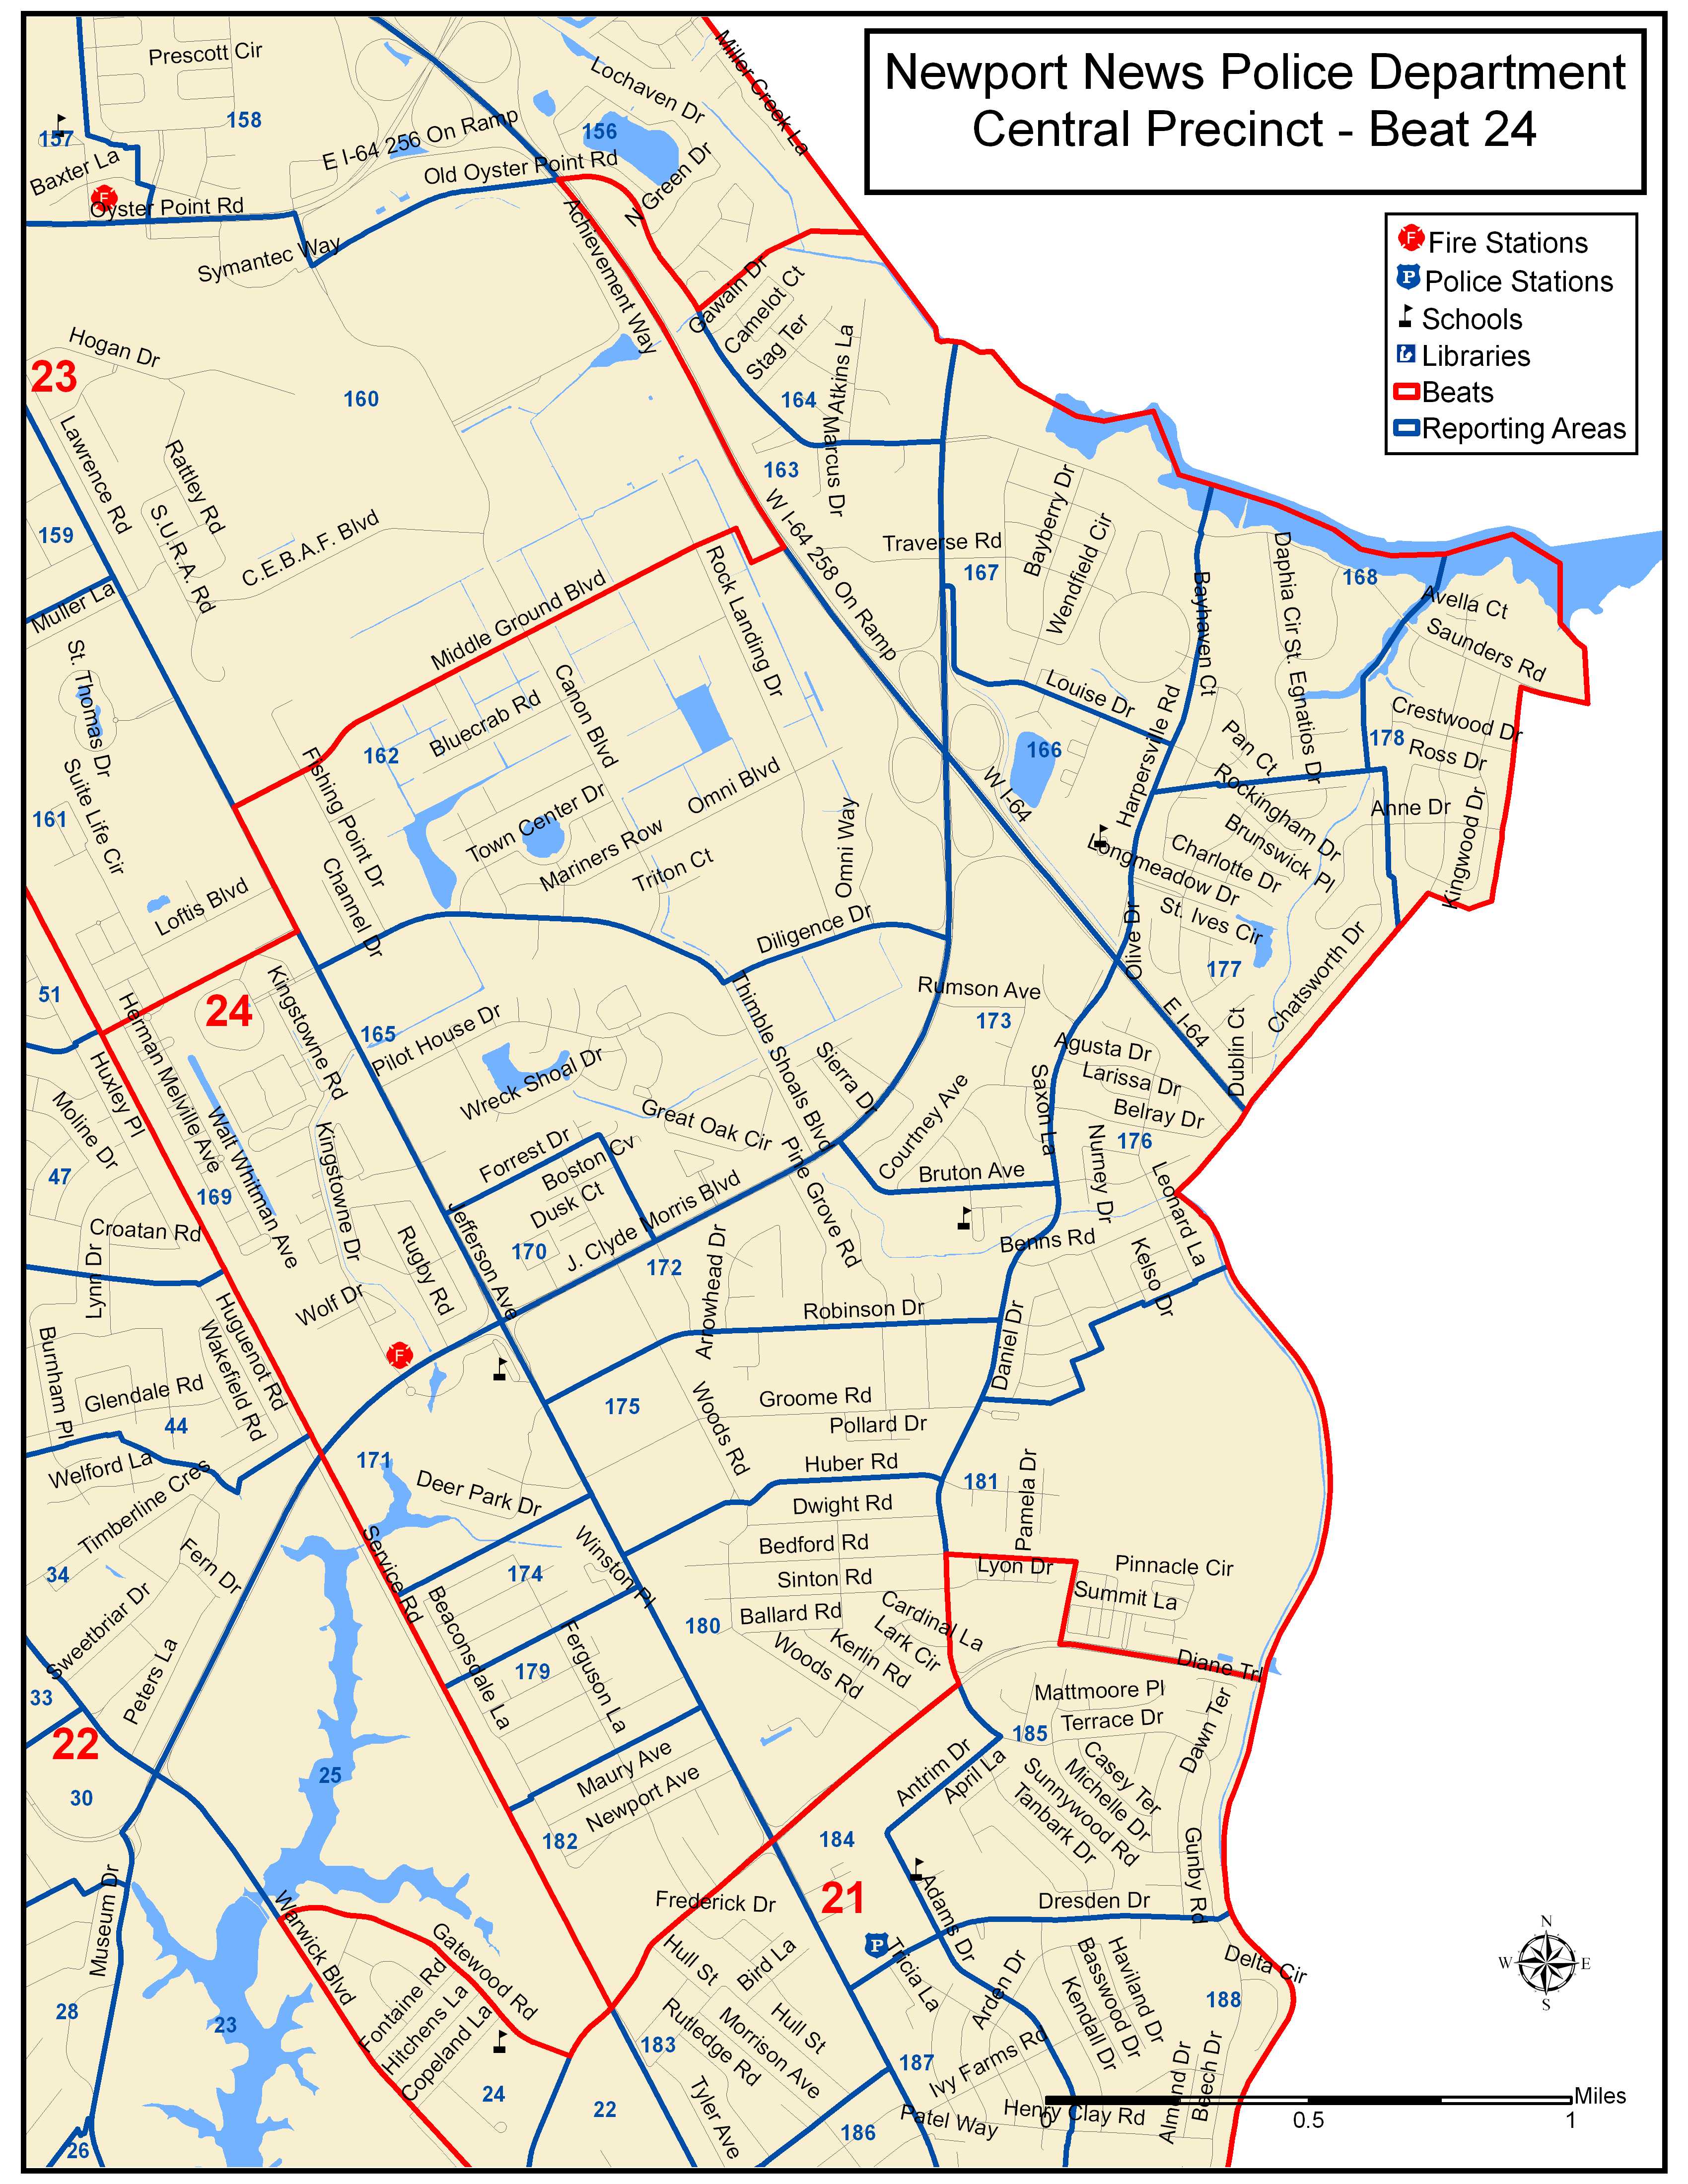 Newport News Police Department
Central Precinct - Beat 24
Fire Stations
Police Stations
Schools
Libraries
Beats
Reporting Areas
Prescott Cir
158
157
Baxter La
Oyster Point Rd
E I-64 256 On Ramp
Old Oyster Point Rd
Symantec Way
Lochaven Dr
156
N Green Dr
Miller Creek La
Achievement Way
Gawain Dr
Camelot Ct
Stag Ter
Atkins La
164
163
Marcus Dr
Hogan Dr
23
160
Lawrence Rd
Rattley Rd
S.U.R.A. Rd
C.E.B.A.F. Blvd
159
Muller La
W I-64 258 On Ramp
Traverse Rd
167
Bayberry Dr
Wendfield Cir
Bayhaven Ct
Daphia Cir
St. Egnatios Dr
168
Avella Ct
Saunders Rd
Middle Ground Blvd
Rock Landing Dr
St. Thomas Dr
Canon Blvd
Bluecrab Rd
162
Fishing Point Dr
Louise Dr
Harpersville Rd
166
W I-64
Crestwood Dr
178
Ross Dr
Pan Ct
Rockingham Dr
Anne Dr
Kingwood Dr
Brunswick Pl
Charlotte Dr
Longmeadow Dr
St. Ives Cir
177
Chatsworth Dr
Olive Dr
E I-64
Dublin Ct
161
Suite Life Cir
Loftis Blvd
Channel Dr
Town Center Dr
Omni Blvd
Mariners Row
Triton Ct
Omni Way
Diligence Dr
51
24
Kingstowne Rd
Herman Melville Ave
165
Pilot House Dr
Wreck Shoal Dr
Thimble Shoals Blvd
Sierra Dr
Rumson Ave
173
Agusta Dr
Larissa Dr
Belray Dr
176
Saxon La
Courtney Ave
Bruton Ave
Nurney Dr
Leonard La
Benns Rd
Kelso Dr
Huxley Pl
Moline Dr
47
Walt Whitman Ave
169
Kingstowne Dr
Croatan Rd
Lynn Dr
Great Oak Cir
Forrest Dr
Boston Cv
Dusk Ct
170
J. Clyde Morris Blvd
Pine Grove Rd
172
Arrowhead Dr
Jefferson Ave
Rugby Rd
Wolf Dr
Robinson Dr
Daniel Dr
Huguenot Rd
Wakefield Rd
Burnham Pl
Glendale Rd
44
Welford La
Timberline Cres
175
Woods Rd
Groome Rd
Pollard Dr
Huber Rd
181
Pamela Dr
Dwight Rd
Bedford Rd
Sinton Rd
Ballard Rd
Cardinal La
Lark Cir
Kerlin Rd
Woods Rd
180
Lyon Dr
Pinnacle Cir
Summit La
Diane Trl
171
Deer Park Dr
174
Winston Pl
Service Rd
Beaconsdale La
Ferguson La
179
34
Fern Dr
Sweetbriar Dr
Peters La
33
22
30
25
Maury Ave
Newport Ave
182
Mattmoore Pl
185
Terrace Dr
Dawn Ter
Casey Ter
Michelle Dr
Sunnywood Rd
Tanbark Dr
Gunby Rd
Antrim Dr
April La
184
21
Adams Dr
Dresden Dr
Frederick Dr
Delta Cir
Museum Dr
Warwick Blvd
Gatewood Rd
Fontaine Rd
Hitchens La
Copeland La
28
23
24
26
22
Hull St
Bird La
Hull St
Morrison Ave
Rutledge Rd
183
Tyler Ave
186
187
Tricia La
Arden Dr
Ivy Farms Rd
Patel Way
Henry Clay Rd
Haviland Dr
Basswood Dr
Kendall Dr
188
Almond Dr
Beech Dr
N
W
E
S
0
0.5
1
Miles
F
F
F
P
P